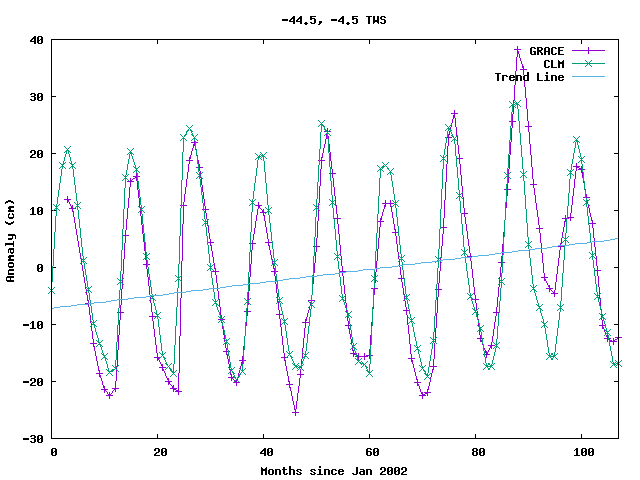 -44.5, -4.5 TWS
GRACE
CLM
Trend Line
Anomaly (cm)
40
30
20
10
0
-10
-20
-30
0 20 40 60 80 100
Months since Jan 2002